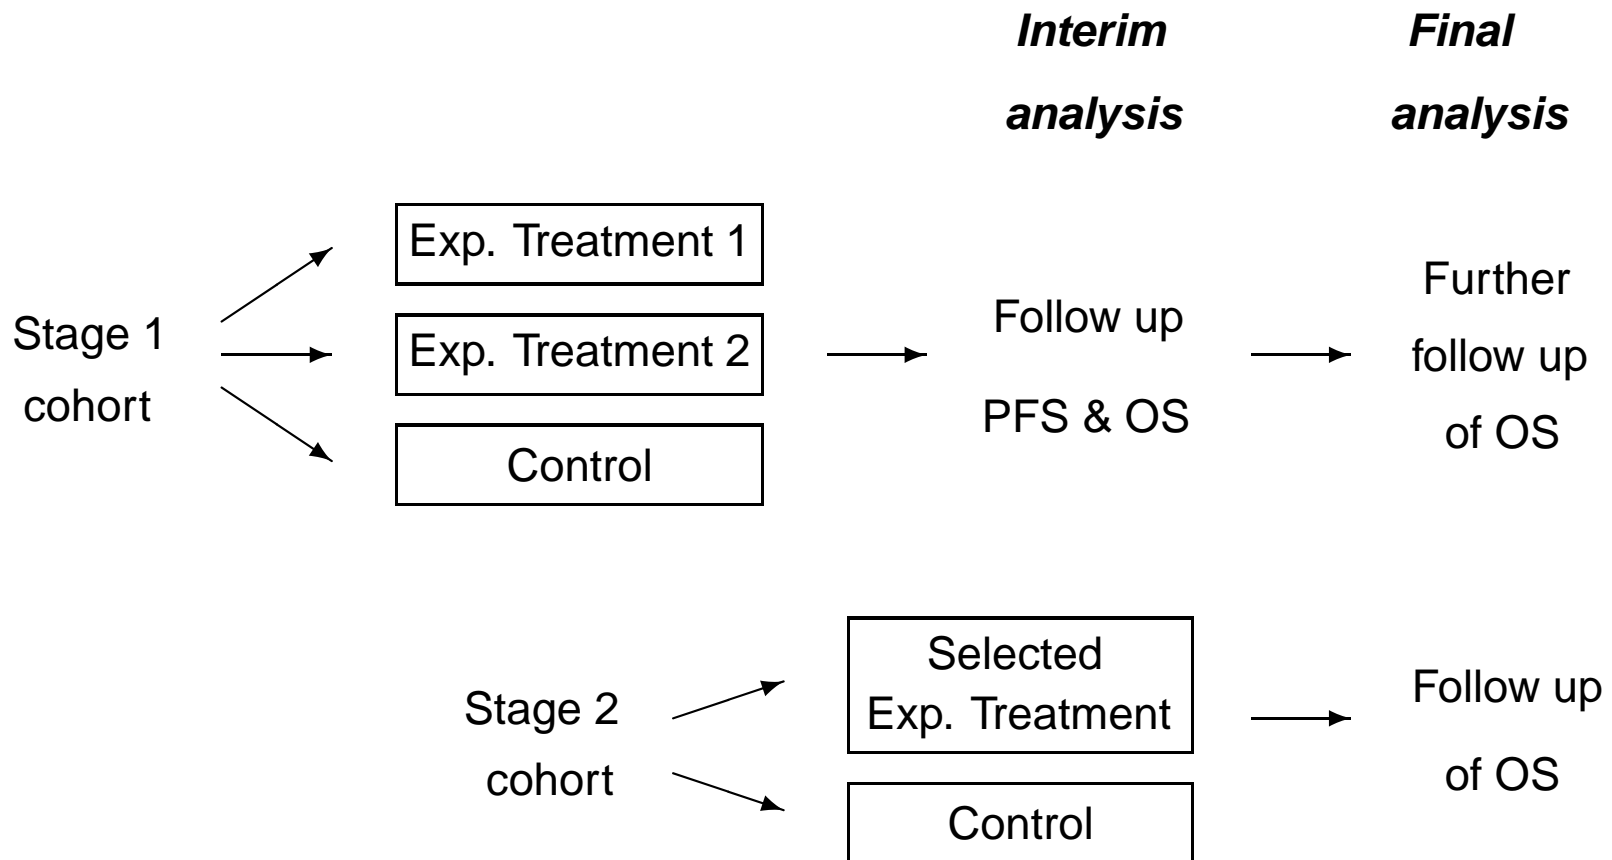 Interim
analysis
Final
analysis
Stage 1
cohort
Exp. Treatment 1
Exp. Treatment 2
Control
Follow up
PFS & OS
Further
follow up
of OS
Stage 2
cohort
Selected
Exp. Treatment
Control
Follow up
of OS